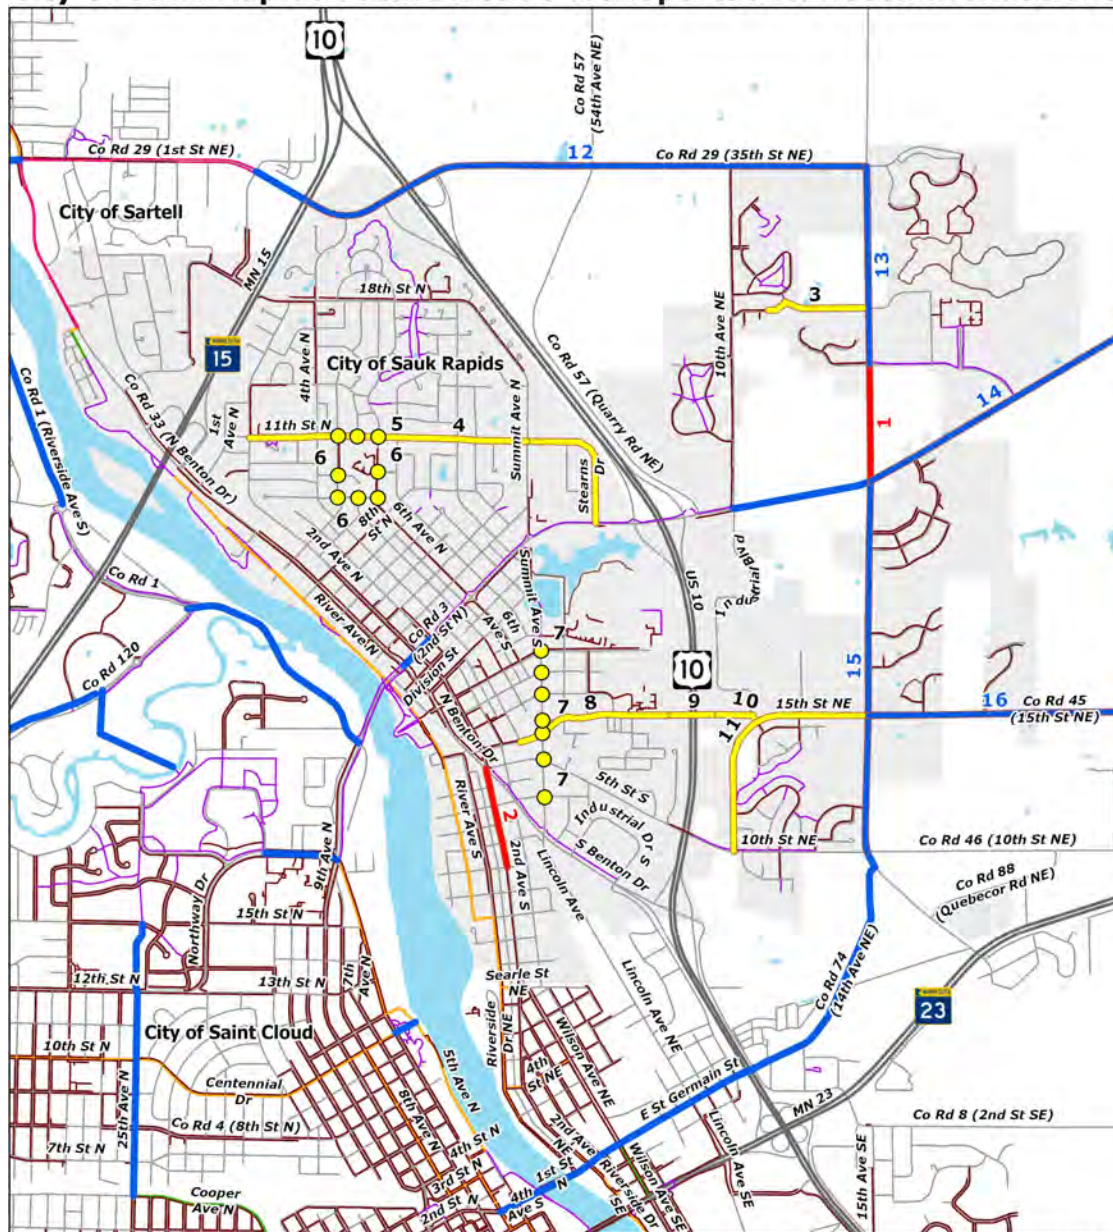 10
Co Rd 57
(54th Ave NE)
Co Rd 29 (1st St NE)
12
Co Rd 29 (35th St NE)
City of Sartell
MN 15
13
18th St N
3
10th Ave NE
4th Ave N
15
City of Sauk Rapids
Co Rd 57 (Quarry Rd NE)
Co Rd 1 (Riverside Ave S)
Co Rd 33 (N Benton Dr)
1st
Ave N
11th St N
5
4
Summit Ave N
14
1
6
6
Stearns
Dr
6
8th
St N
6th Ave N
2nd Ave N
Industrial Blvd
US 10
Co Rd 1
River Ave N
Co Rd 3
(2nd St N)
Division St
6th
Ave S
Summit Ave S
7
Co Rd 120
10
15
7
8
9
10
11
15th St NE
16
Co Rd 45
(15th St NE)
N Benton Dr
7
5th St S
Industrial Dr S
S Benton Dr
River Ave S
2
2nd Ave S
Lincoln Ave
10th St NE
Co Rd 46 (10th St NE)
Co Rd 88
(Quebecor Rd NE)
9th Ave N
Northway Dr
15th St N
12th St N
13th St N
7th
Ave N
Searle St
NE
Riverside
Dr NE
Lincoln Ave NE
Co Rd 74
(14th Ave NE)
23
City of Saint Cloud
10th St N
Centennial
Dr
5th Ave N
4th
St NE
Wilson Ave NE
E St Germain St
MN 23
25th Ave N
Co Rd 4 (8th St N)
7th St N
8th Ave N
4th St N
3rd St N
2nd St N
2nd Ave
NE
1st St
N
4th
Ave S
Riverside Dr
SE
Wilson Ave SE
Lincoln Ave SE
Co Rd 8 (2nd St SE)
15th Ave SE
Cooper
Ave N